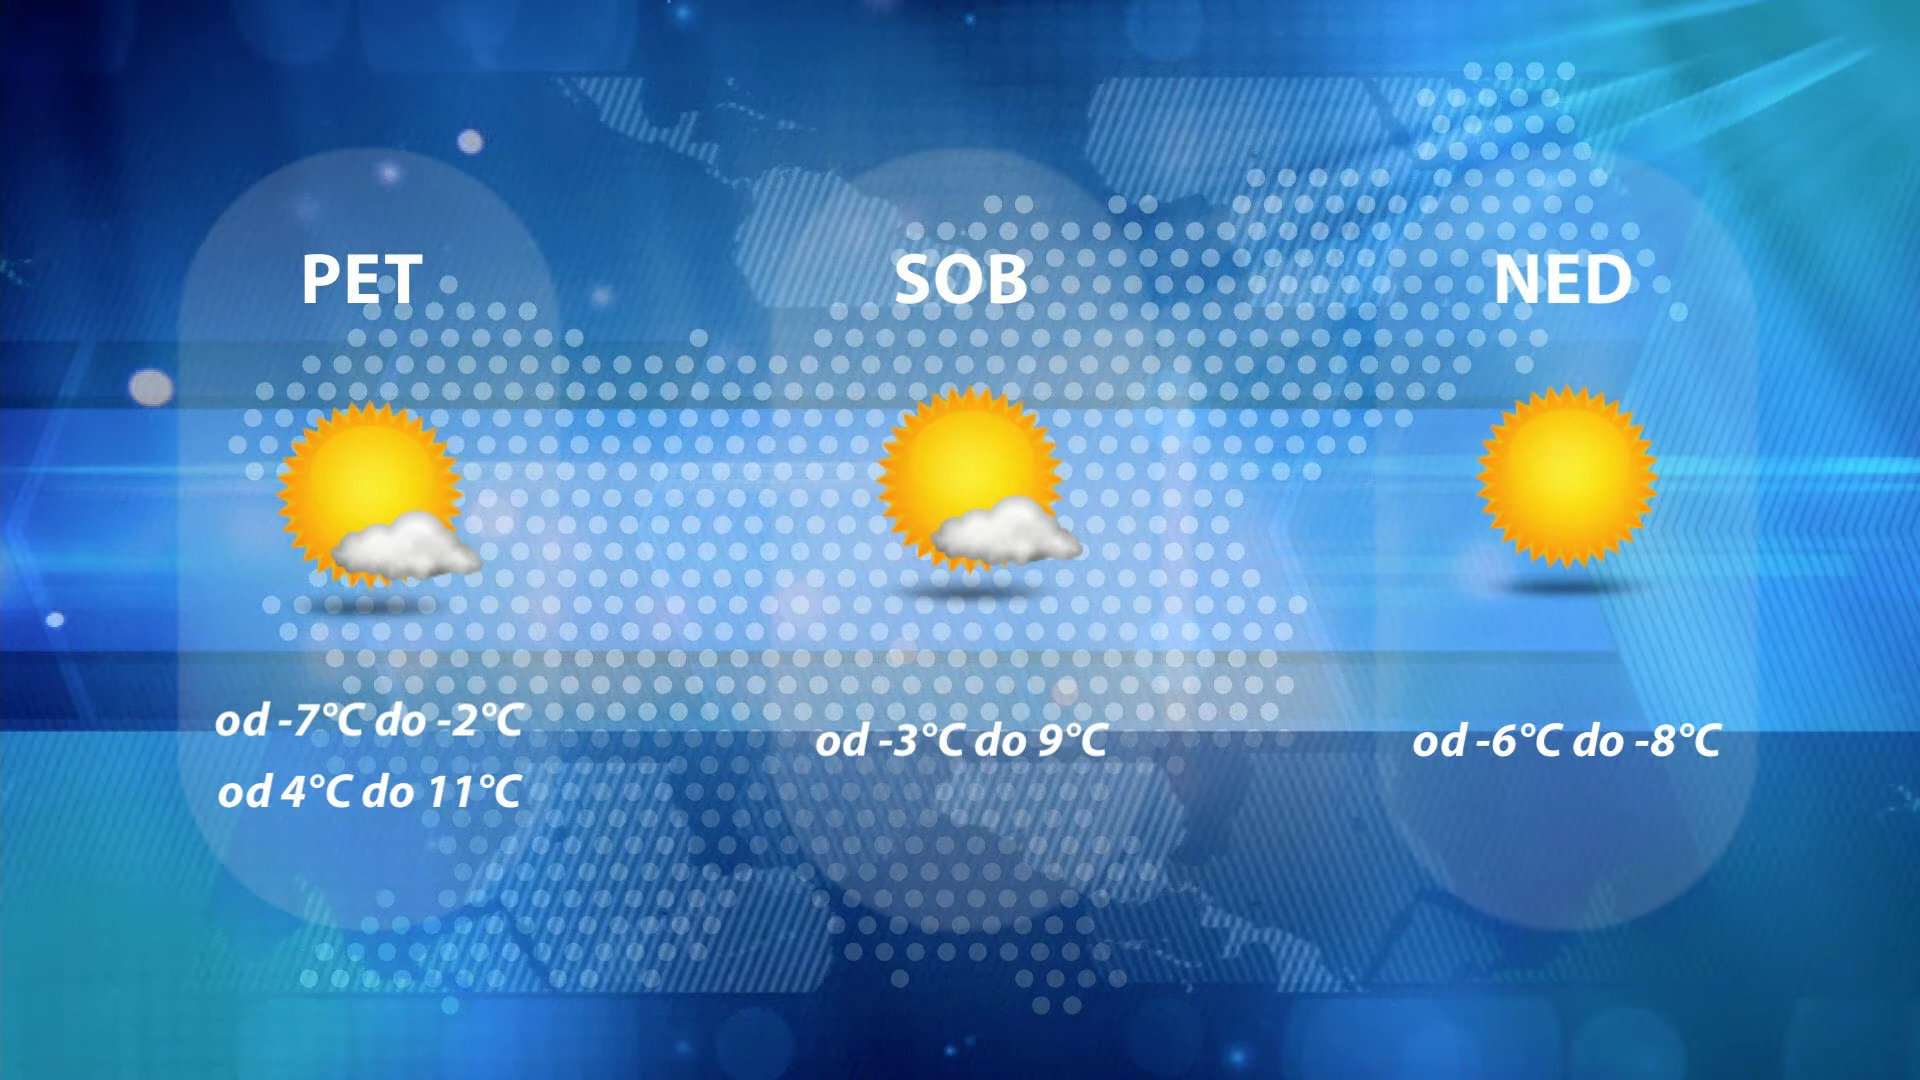 PET
od -7°C do -2°C
od 4°C do 11°C
SOB
od -3°C do 9°C
NED
od -6°C do -8°C